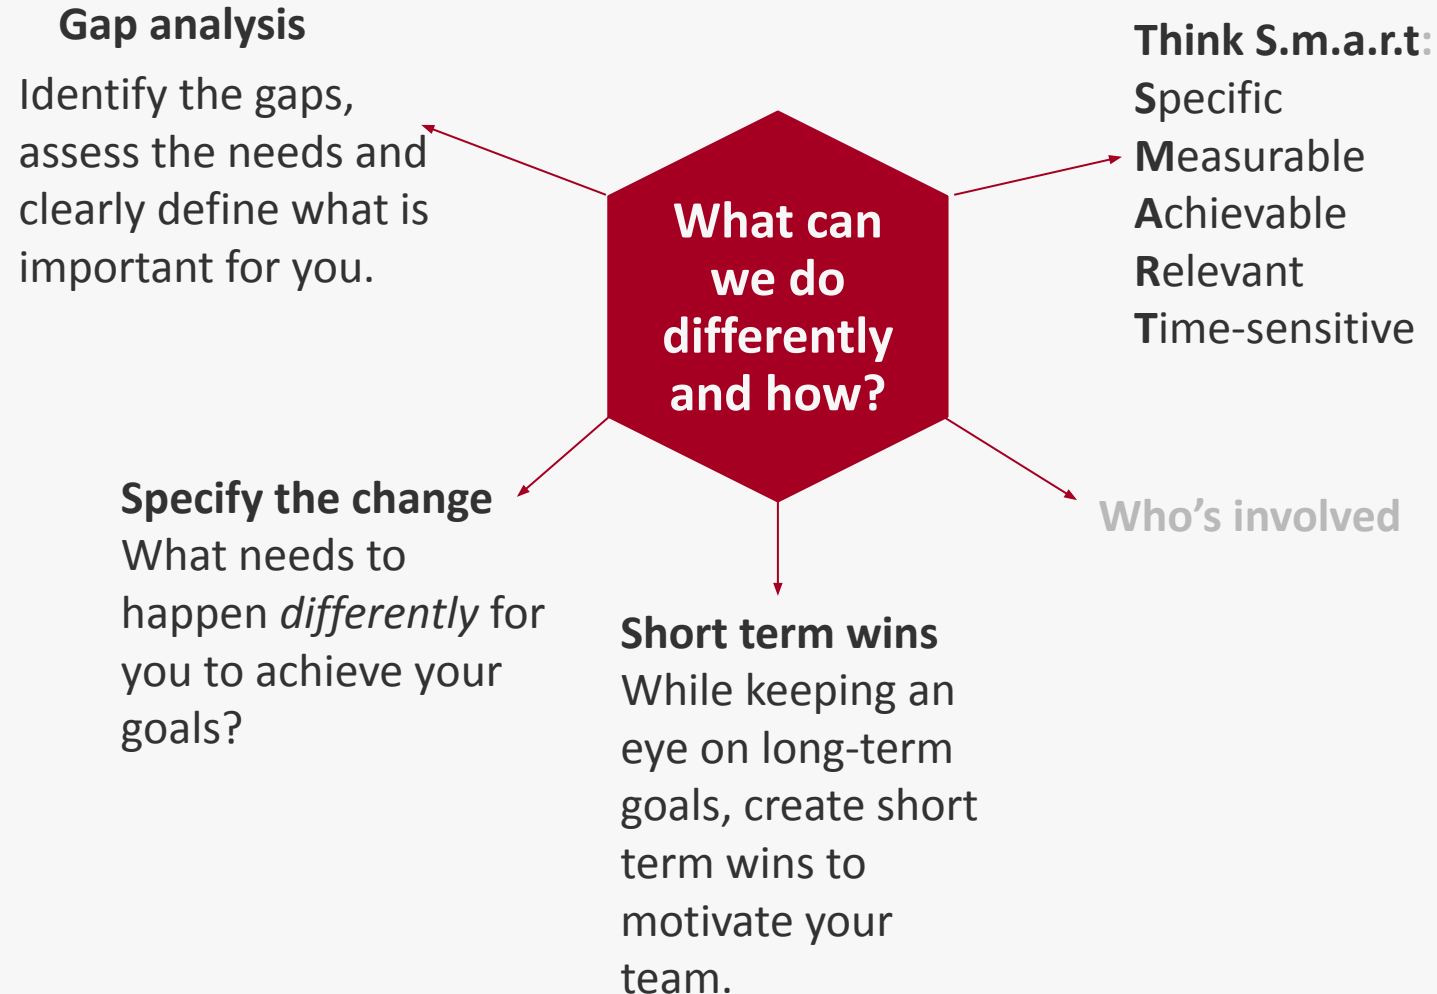 Gap analysis
Identify the gaps,
assess the needs and
clearly define what is
important for you.
What can
we do
differently
and how?
Think S.m.a.r.t:
Specific
Measurable
Achievable
Relevant
Time-sensitive
Specify the change
What needs to
happen differently for
you to achieve your
goals?
Short term wins
While keeping an
eye on long-term
goals, create short
term wins to
motivate your
team.
Who’s involved